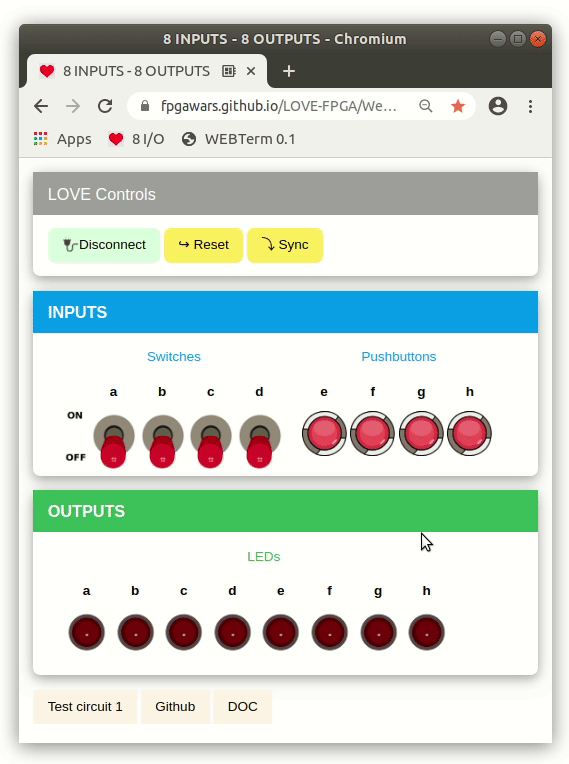 8 INPUTS - 8 OUTPUTS - Chromium
8 INPUTS - 8 OUTPUTS
fpgawars.github.io/LOVE-FPGA/We...
Apps 8 I/O WEBTerm 0.1
LOVE Controls
Disconnect ↪ Reset ⤵ Sync
INPUTS
Switches Pushbuttons
a b c d e f g h
ON
OFF
OUTPUTS
LEDs
a b c d e f g h
Test circuit 1 Github DOC